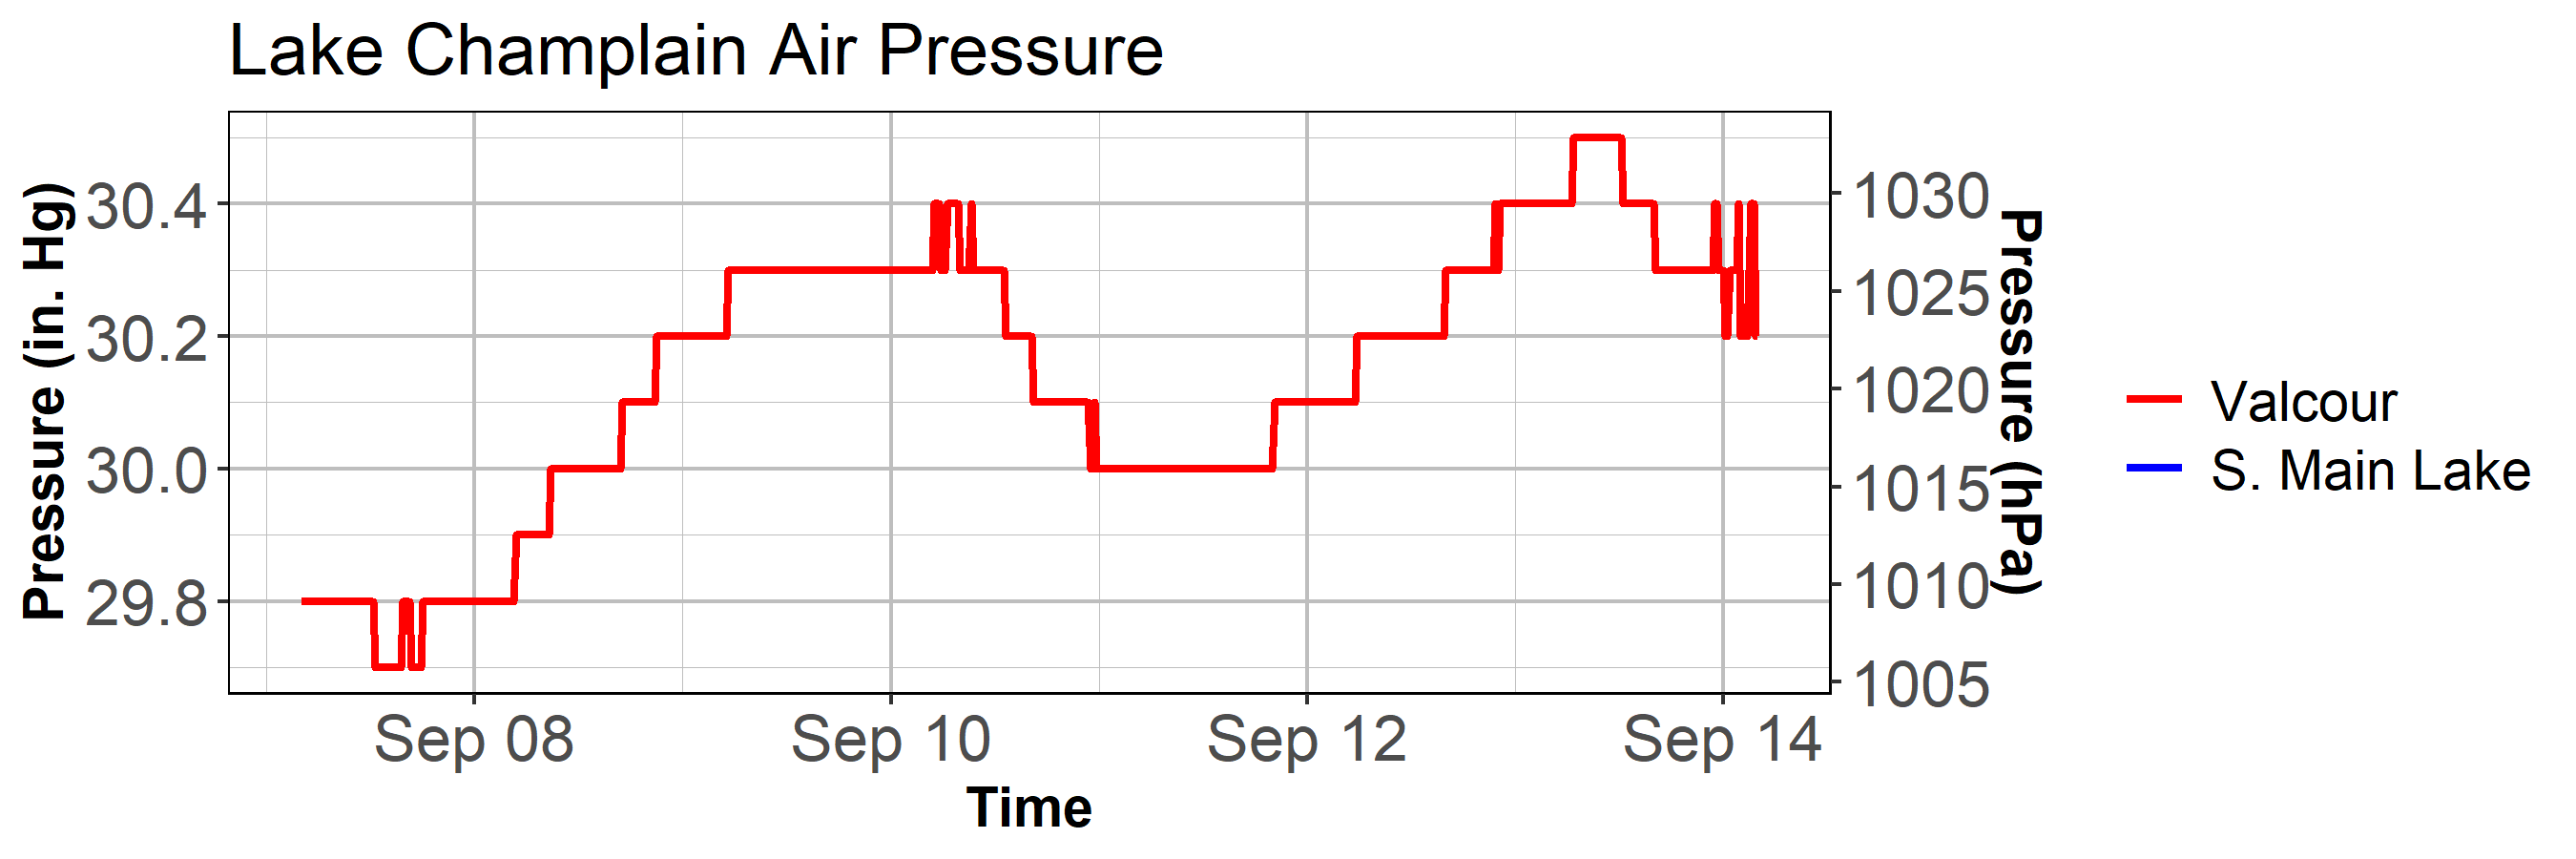 Lake Champlain Air Pressure
Pressure (in. Hg)
30.4
30.2
30.0
29.8
1030
1025
1020
1015
1010
1005
Pressure (hPa)
Valcour
S. Main Lake
Sep 08
Sep 10
Sep 12
Sep 14
Time